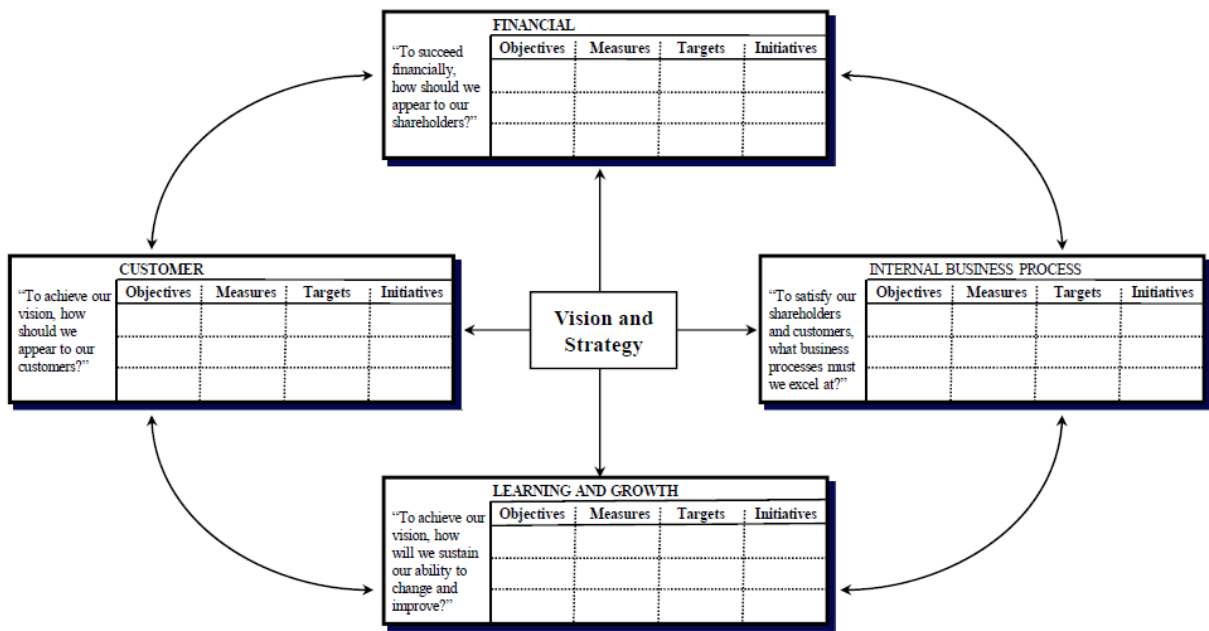 FINANCIAL
“To succeed
financially,
how should we
appear to our
shareholders?”
Objectives Measures Targets Initiatives
CUSTOMER
“To achieve our
vision, how
should we
appear to our
customers?”
Objectives Measures Targets Initiatives
Vision and
Strategy
INTERNAL BUSINESS PROCESS
“To satisfy our
shareholders
and customers,
what business
processes must
we excel at?”
Objectives Measures Targets Initiatives
LEARNING AND GROWTH
“To achieve our
vision, how
will we sustain
our ability to
change and
improve?”
Objectives Measures Targets Initiatives